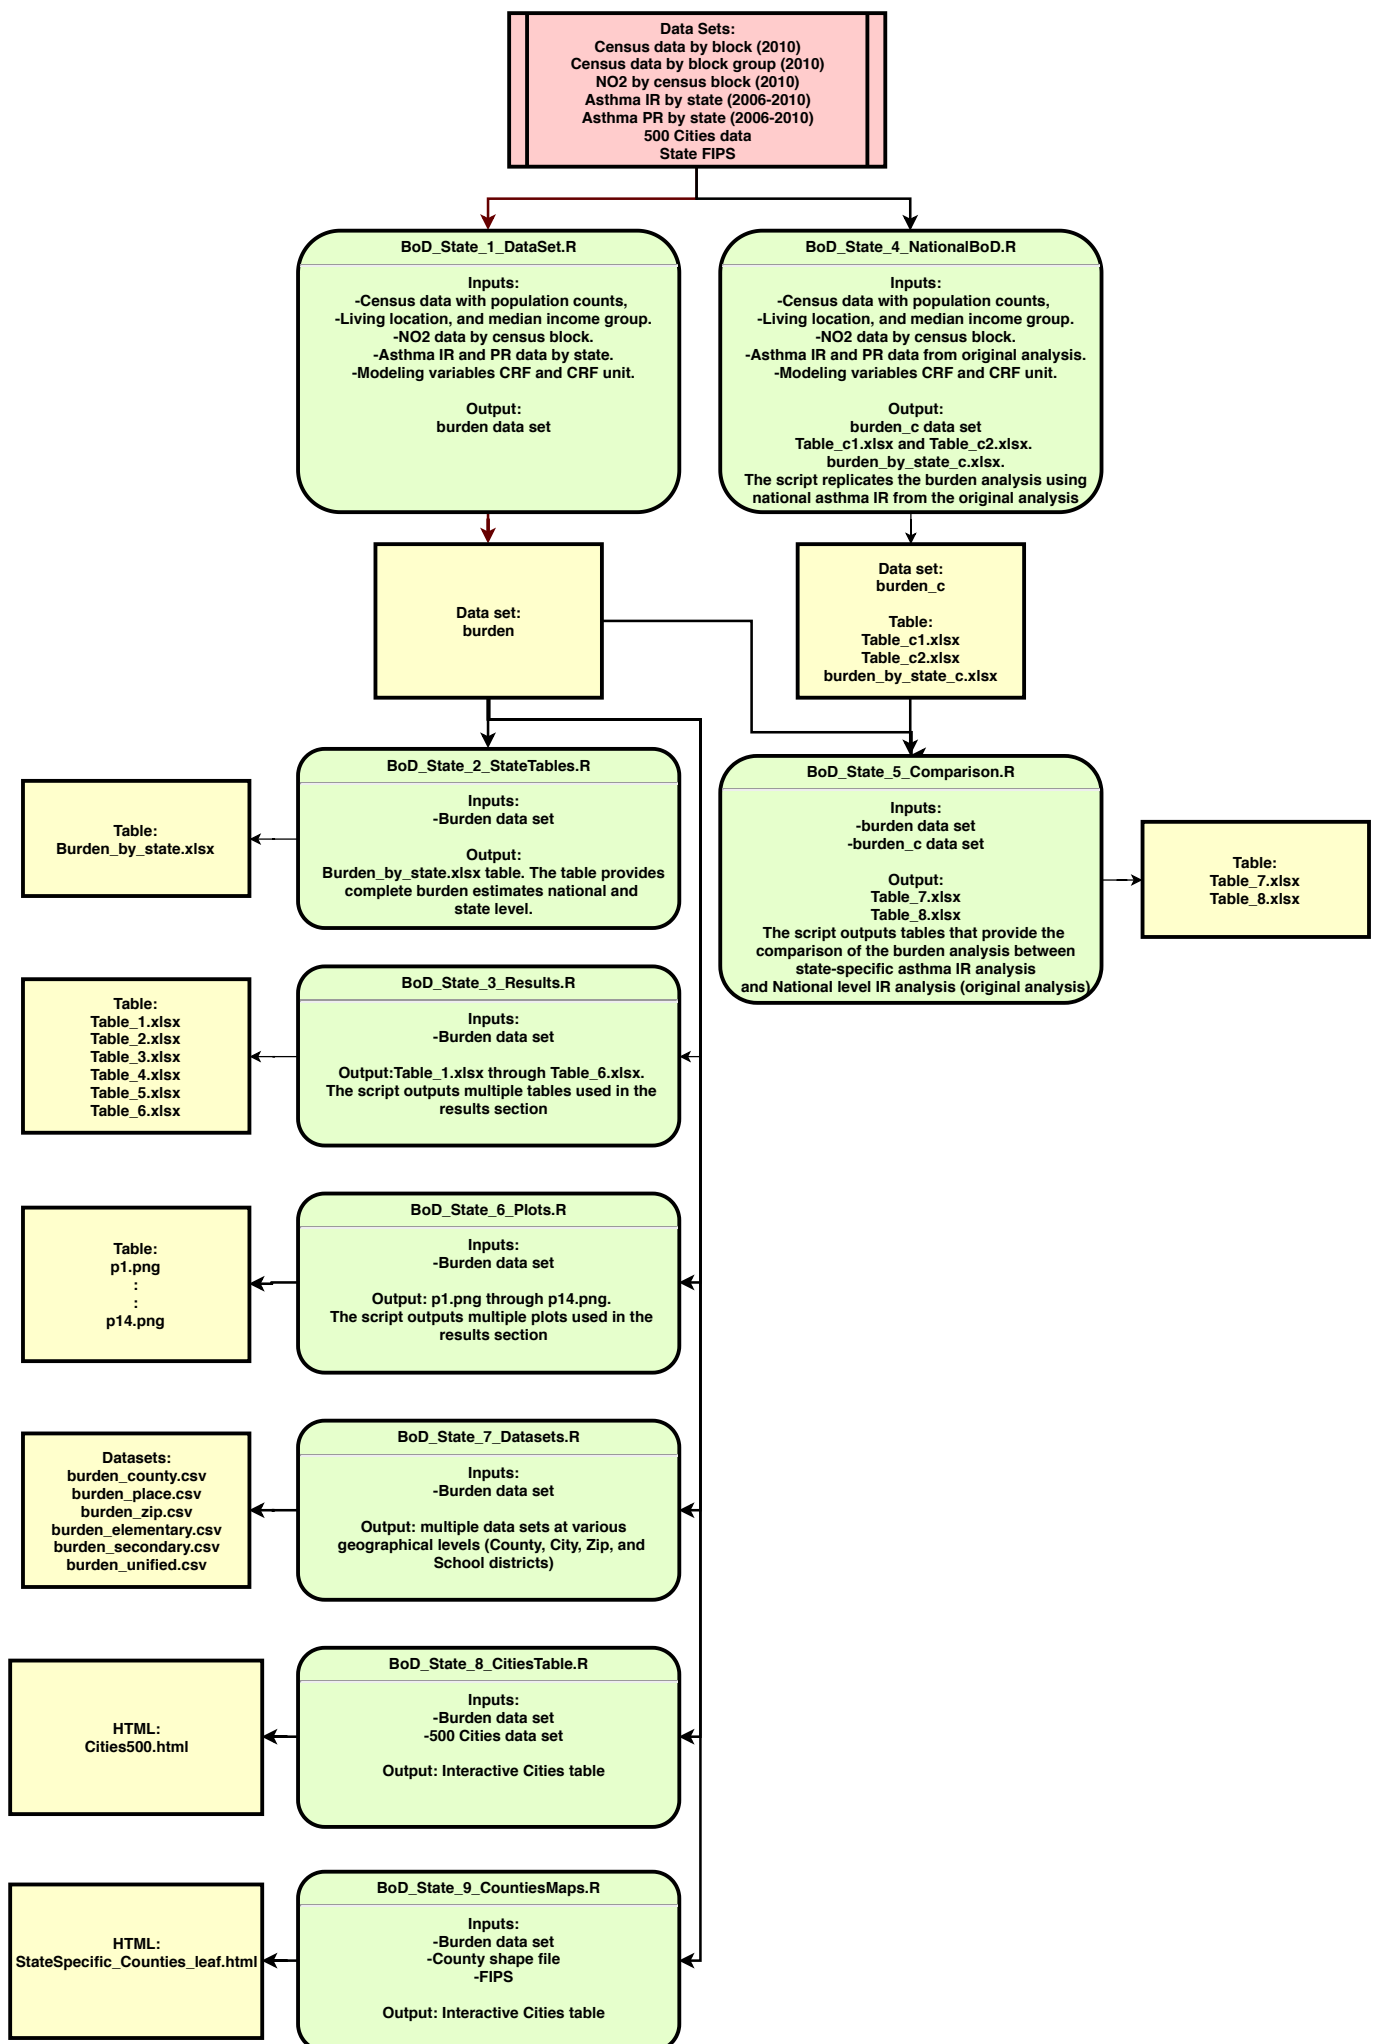 Data Sets:
Census data by block (2010)
Census data by block group (2010)
NO2 by census block (2010)
Asthma IR by state (2006-2010)
Asthma PR by state (2006-2010)
500 Cities data
State FIPS
BoD_State_1_DataSet.R
Inputs:
-Census data with population counts,
-Living location, and median income group.
-NO2 data by census block.
-Asthma IR and PR data by state.
-Modeling variables CRF and CRF unit.
Output:
burden data set
BoD_State_4_NationalBoD.R
Inputs:
-Census data with population counts,
-Living location, and median income group.
-NO2 data by census block.
-Asthma IR and PR data from original analysis.
-Modeling variables CRF and CRF unit.
Output:
burden_c data set
Table_c1.xlsx and Table_c2.xlsx.
burden_by_state_c.xlsx.
The script replicates the burden analysis using
national asthma IR from the original analysis
Data set:
burden
Data set:
burden_c
Table:
Table_c1.xlsx
Table_c2.xlsx
burden_by_state_c.xlsx
Table:
Burden_by_state.xlsx
BoD_State_2_StateTables.R
Inputs:
-Burden data set
Output:
Burden_by_state.xlsx table. The table provides
complete burden estimates national and
state level.
BoD_State_5_Comparison.R
Inputs:
-burden data set
-burden_c data set
Output:
Table_7.xlsx
Table_8.xlsx
The script outputs tables that provide the
comparison of the burden analysis between
state-specific asthma IR analysis
and National level IR analysis (original analysis)
Table:
Table_7.xlsx
Table_8.xlsx
Table:
Table_1.xlsx
Table_2.xlsx
Table_3.xlsx
Table_4.xlsx
Table_5.xlsx
Table_6.xlsx
BoD_State_3_Results.R
Inputs:
-Burden data set
Output:Table_1.xlsx through Table_6.xlsx.
The script outputs multiple tables used in the
results section
Table:
p1.png
:
:
p14.png
BoD_State_6_Plots.R
Inputs:
-Burden data set
Output: p1.png through p14.png.
The script outputs multiple plots used in the
results section
Datasets:
burden_county.csv
burden_place.csv
burden_zip.csv
burden_elementary.csv
burden_secondary.csv
burden_unified.csv
BoD_State_7_Datasets.R
Inputs:
-Burden data set
Output: multiple data sets at various
geographical levels (County, City, Zip, and
School districts)
HTML:
Cities500.html
BoD_State_8_CitiesTable.R
Inputs:
-Burden data set
-500 Cities data set
Output: Interactive Cities table
HTML:
StateSpecific_Counties_leaf.html
BoD_State_9_CountiesMaps.R
Inputs:
-Burden data set
-County shape file
-FIPS
Output: Interactive Cities table